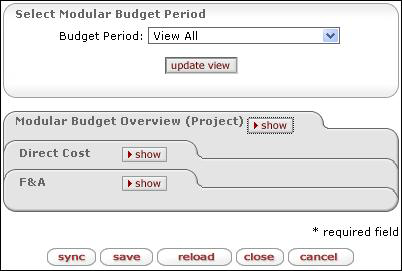 Select Modular Budget Period
Budget Period: View All
update view
Modular Budget Overview (Project) show
Direct Cost show
F&A show
* required field
sync save reload close cancel